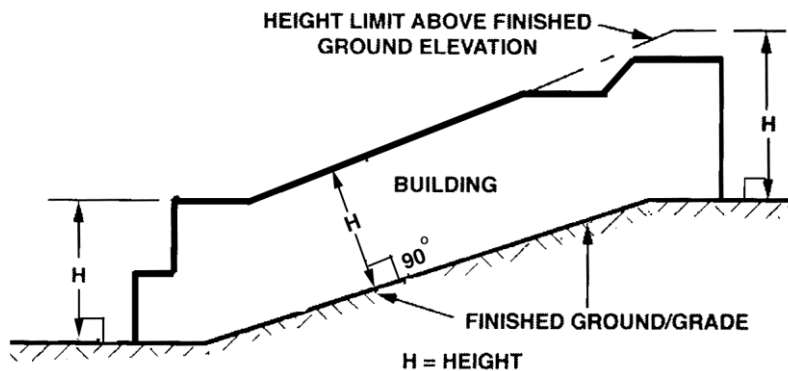 HEIGHT LIMIT ABOVE FINISHED
GROUND ELEVATION
H
BUILDING
H
H
90°
FINISHED GROUND/GRADE
H = HEIGHT